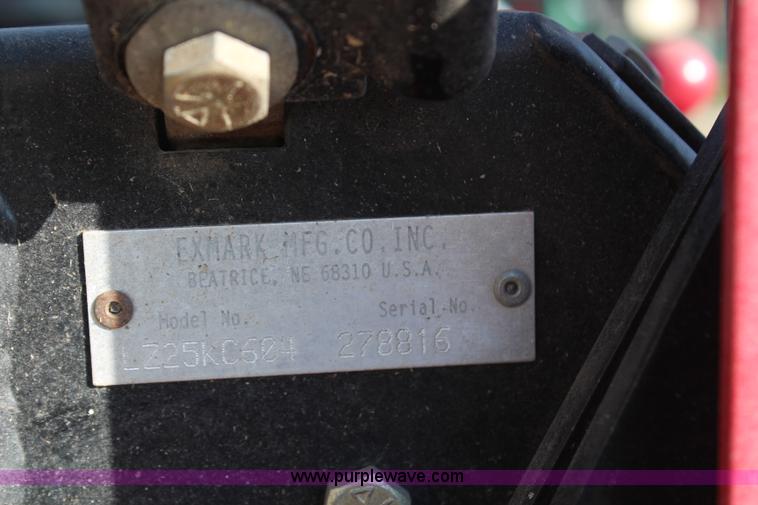 EXMARK MFG. CO. INC.
BEATRICE, NE 68310 U.S.A.
Model No. Serial No.
LZ25KC604 278816
www.purplewave.com